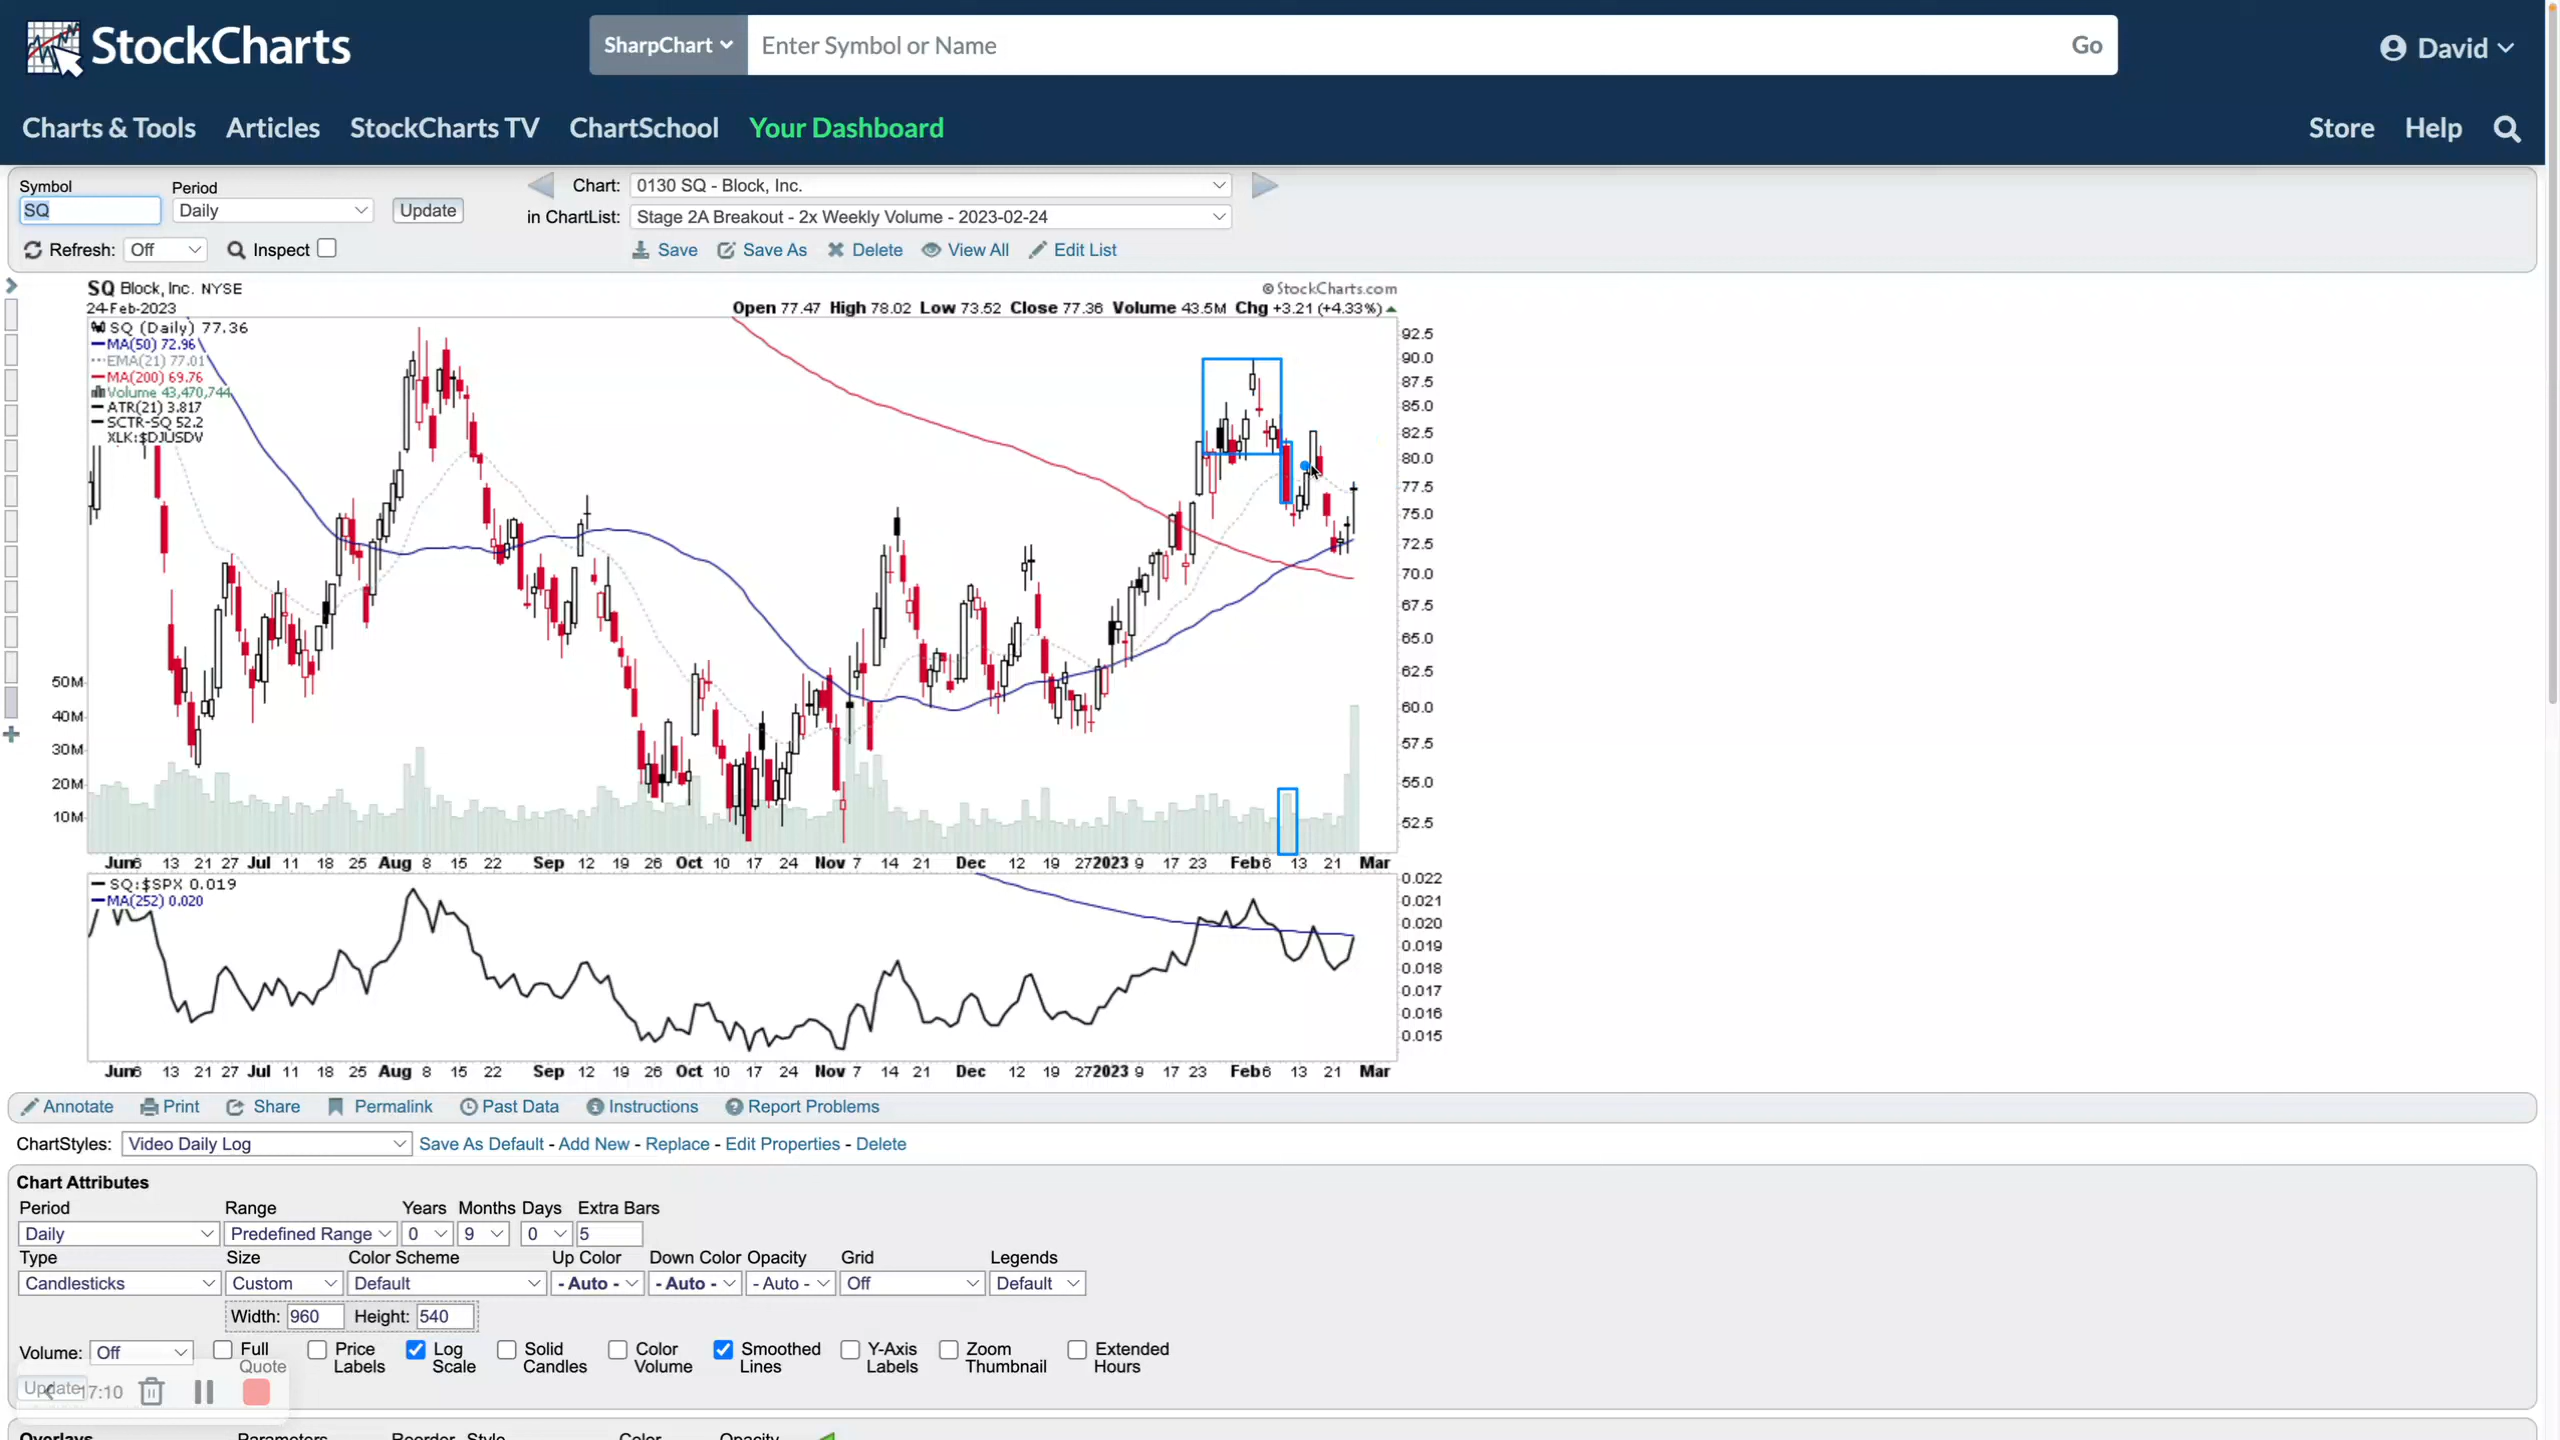 StockCharts
SharpChart Enter Symbol or Name Go David
Charts & Tools Articles StockCharts TV ChartSchool Your Dashboard Store Help
Symbol Period Chart: 0130 SQ - Block, Inc.
SQ Daily Update in ChartList: Stage 2A Breakout - 2x Weekly Volume - 2023-02-24
Refresh: Off Inspect Save Save As Delete View All Edit List
SQ Block, Inc. NYSE © StockCharts.com
24-Feb-2023 Open 77.47 High 78.02 Low 73.52 Close 77.36 Volume 43.5M Chg +3.21 (+4.33%)
SQ (Daily) 77.36
MA(50) 72.96
EMA(21) 77.01
MA(200) 69.76
Volume 43,470,744
ATR(21) 3.817
SCTR-SQ 52.2
XLK:$DJUSDV
92.5
90.0
87.5
85.0
82.5
80.0
77.5
75.0
72.5
70.0
67.5
65.0
62.5
60.0
57.5
55.0
52.5
50M
40M
30M
20M
10M
Jun 6 13 21 27 Jul 11 18 25 Aug 8 15 22 Sep 12 19 26 Oct 10 17 24 Nov 7 14 21 Dec 12 19 27 2023 9 17 23 Feb 6 13 21 Mar
SQ:$SPX 0.019
MA(252) 0.020
0.022
0.021
0.020
0.019
0.018
0.017
0.016
0.015
Jun 6 13 21 27 Jul 11 18 25 Aug 8 15 22 Sep 12 19 26 Oct 10 17 24 Nov 7 14 21 Dec 12 19 27 2023 9 17 23 Feb 6 13 21 Mar
Annotate Print Share Permalink Past Data Instructions Report Problems
ChartStyles: Video Daily Log Save As Default - Add New - Replace - Edit Properties - Delete
Chart Attributes
Period Range Years Months Days Extra Bars
Daily Predefined Range 0 9 0 5
Type Size Color Scheme Up Color Down Color Opacity Grid Legends
Candlesticks Custom Default - Auto - - Auto - - Auto - Off Default
Width: 960 Height: 540
Volume: Off Full Quote Price Labels Log Scale Solid Candles Color Volume Smoothed Lines Y-Axis Labels Zoom Thumbnail Extended Hours
Update 17:10
Overlays Parameters Reorder Style Color Opacity